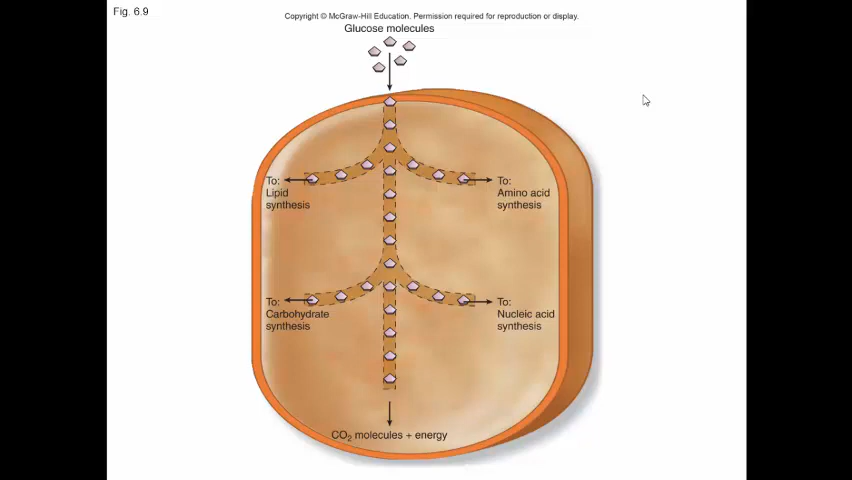 Fig. 6.9
Copyright © McGraw-Hill Education. Permission required for reproduction or display.
Glucose molecules
To:
Lipid
synthesis
To:
Amino acid
synthesis
To:
Carbohydrate
synthesis
To:
Nucleic acid
synthesis
CO₂ molecules + energy